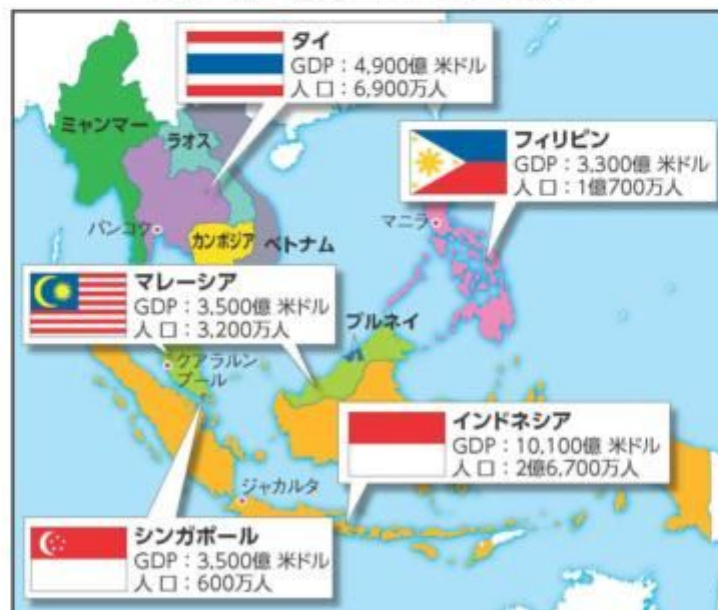 タイ
GDP：4,900億 米ドル
人 口：6,900万人
ミャンマー
ラオス
フィリピン
GDP：3,300億 米ドル
人 口：1億700万人
マニラ
バンコク
カンボジア
ベトナム
マレーシア
GDP：3,500億 米ドル
人 口：3,200万人
ブルネイ
クアラルン
プール
インドネシア
GDP：10,100億 米ドル
人 口：2億6,700万人
ジャカルタ
シンガポール
GDP：3,500億 米ドル
人 口：600万人